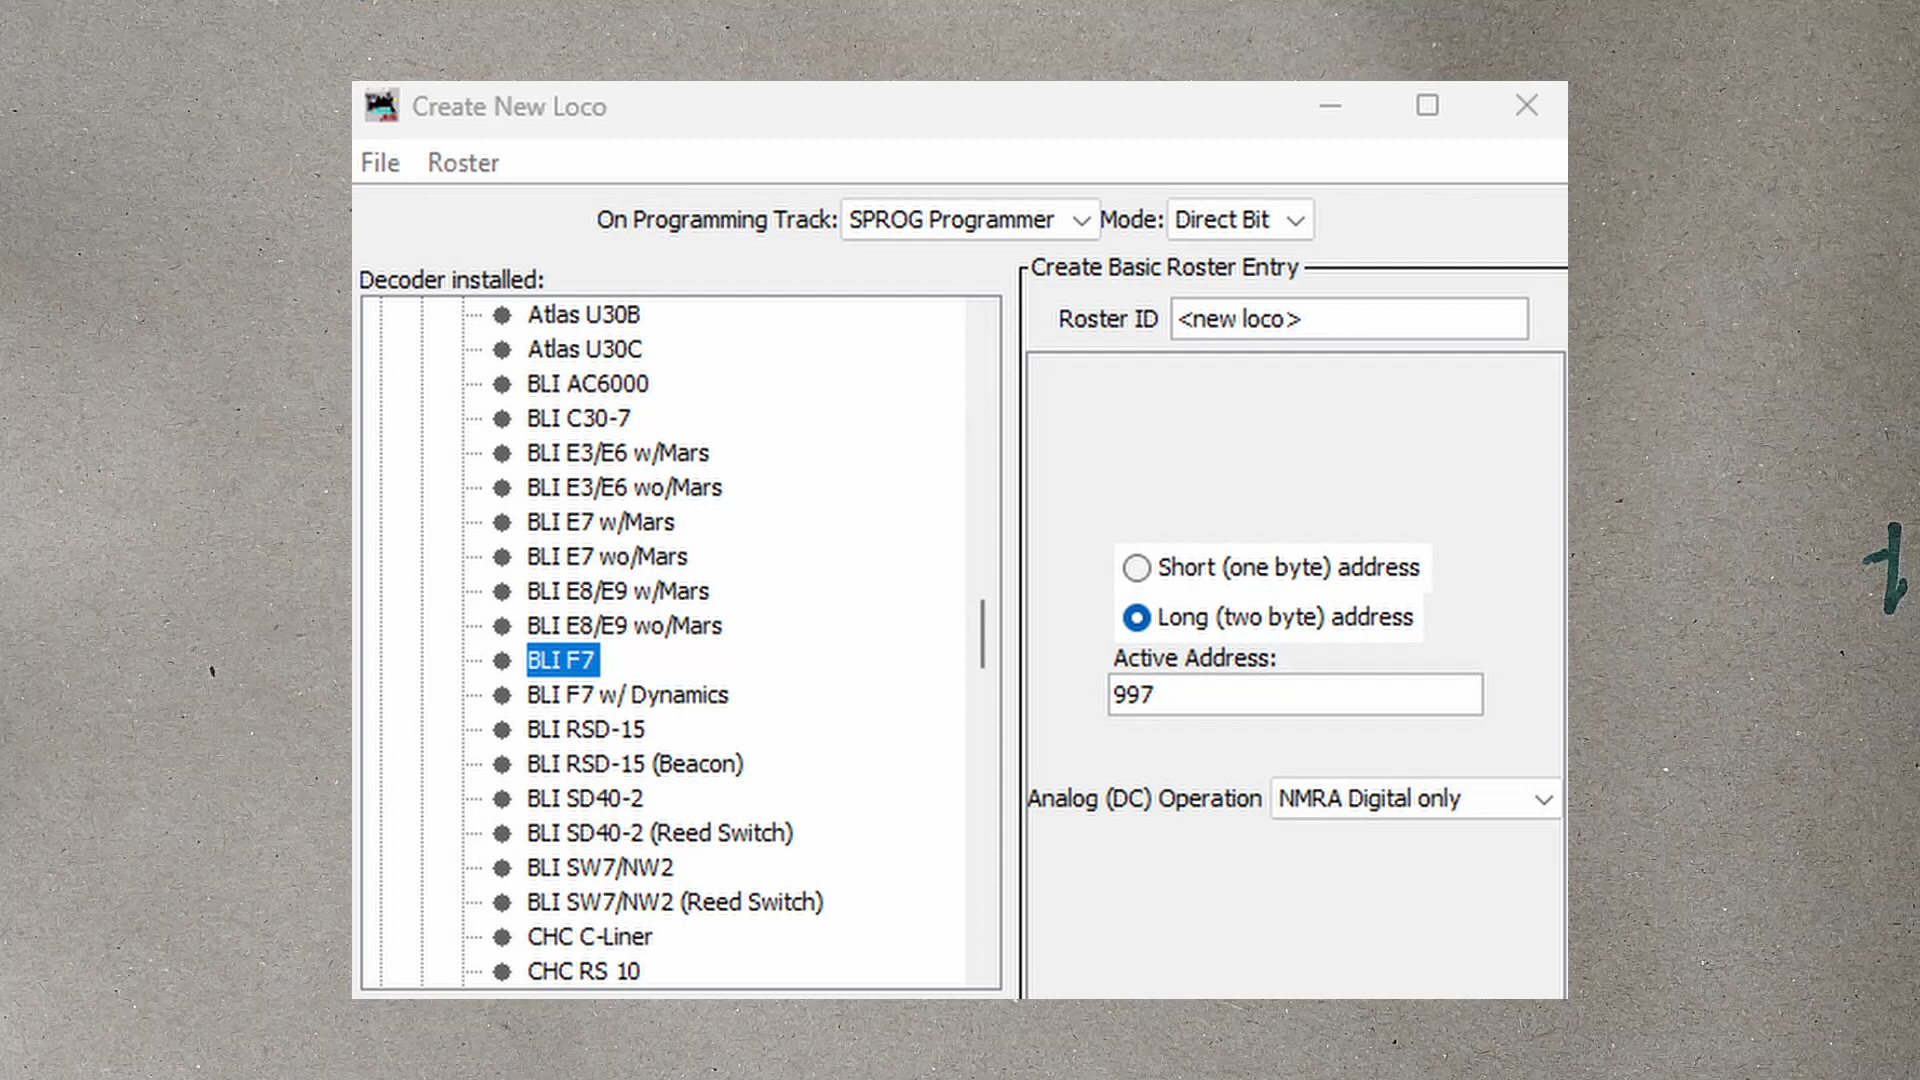 Create New Loco
File Roster
On Programming Track: SPROG Programmer Mode: Direct Bit
Decoder installed:
Atlas U30B
Atlas U30C
BLI AC6000
BLI C30-7
BLI E3/E6 w/Mars
BLI E3/E6 wo/Mars
BLI E7 w/Mars
BLI E7 wo/Mars
BLI E8/E9 w/Mars
BLI E8/E9 wo/Mars
BLI F7
BLI F7 w/ Dynamics
BLI RSD-15
BLI RSD-15 (Beacon)
BLI SD40-2
BLI SD40-2 (Reed Switch)
BLI SW7/NW2
BLI SW7/NW2 (Reed Switch)
CHC C-Liner
CHC RS 10
Create Basic Roster Entry
Roster ID <new loco>
Short (one byte) address
Long (two byte) address
Active Address:
997
Analog (DC) Operation NMRA Digital only